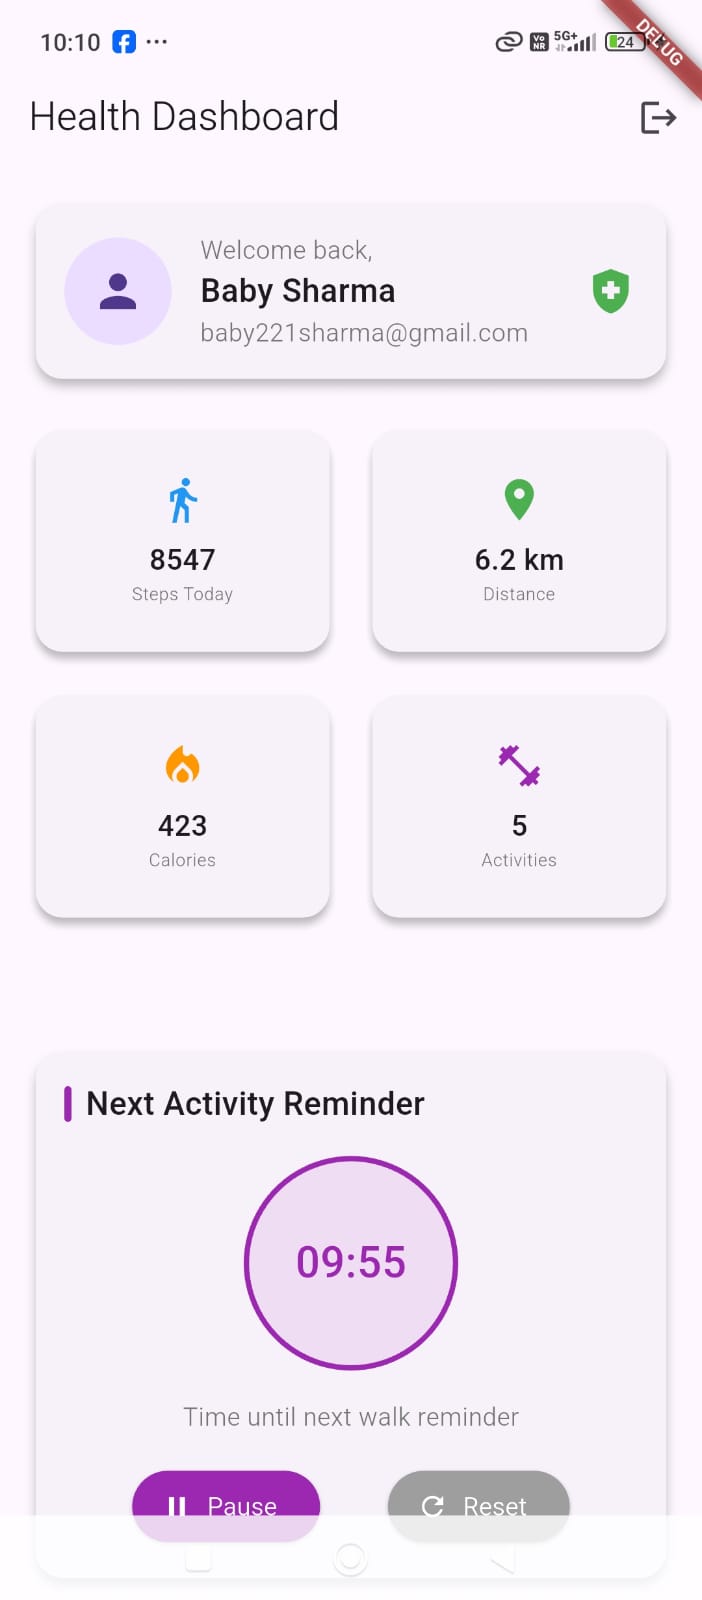 10:10
Vo NR 5G+ 24
Health Dashboard
Welcome back,
Baby Sharma
baby221sharma@gmail.com
8547
Steps Today
6.2 km
Distance
423
Calories
5
Activities
Next Activity Reminder
09:55
Time until next walk reminder
Pause
Reset